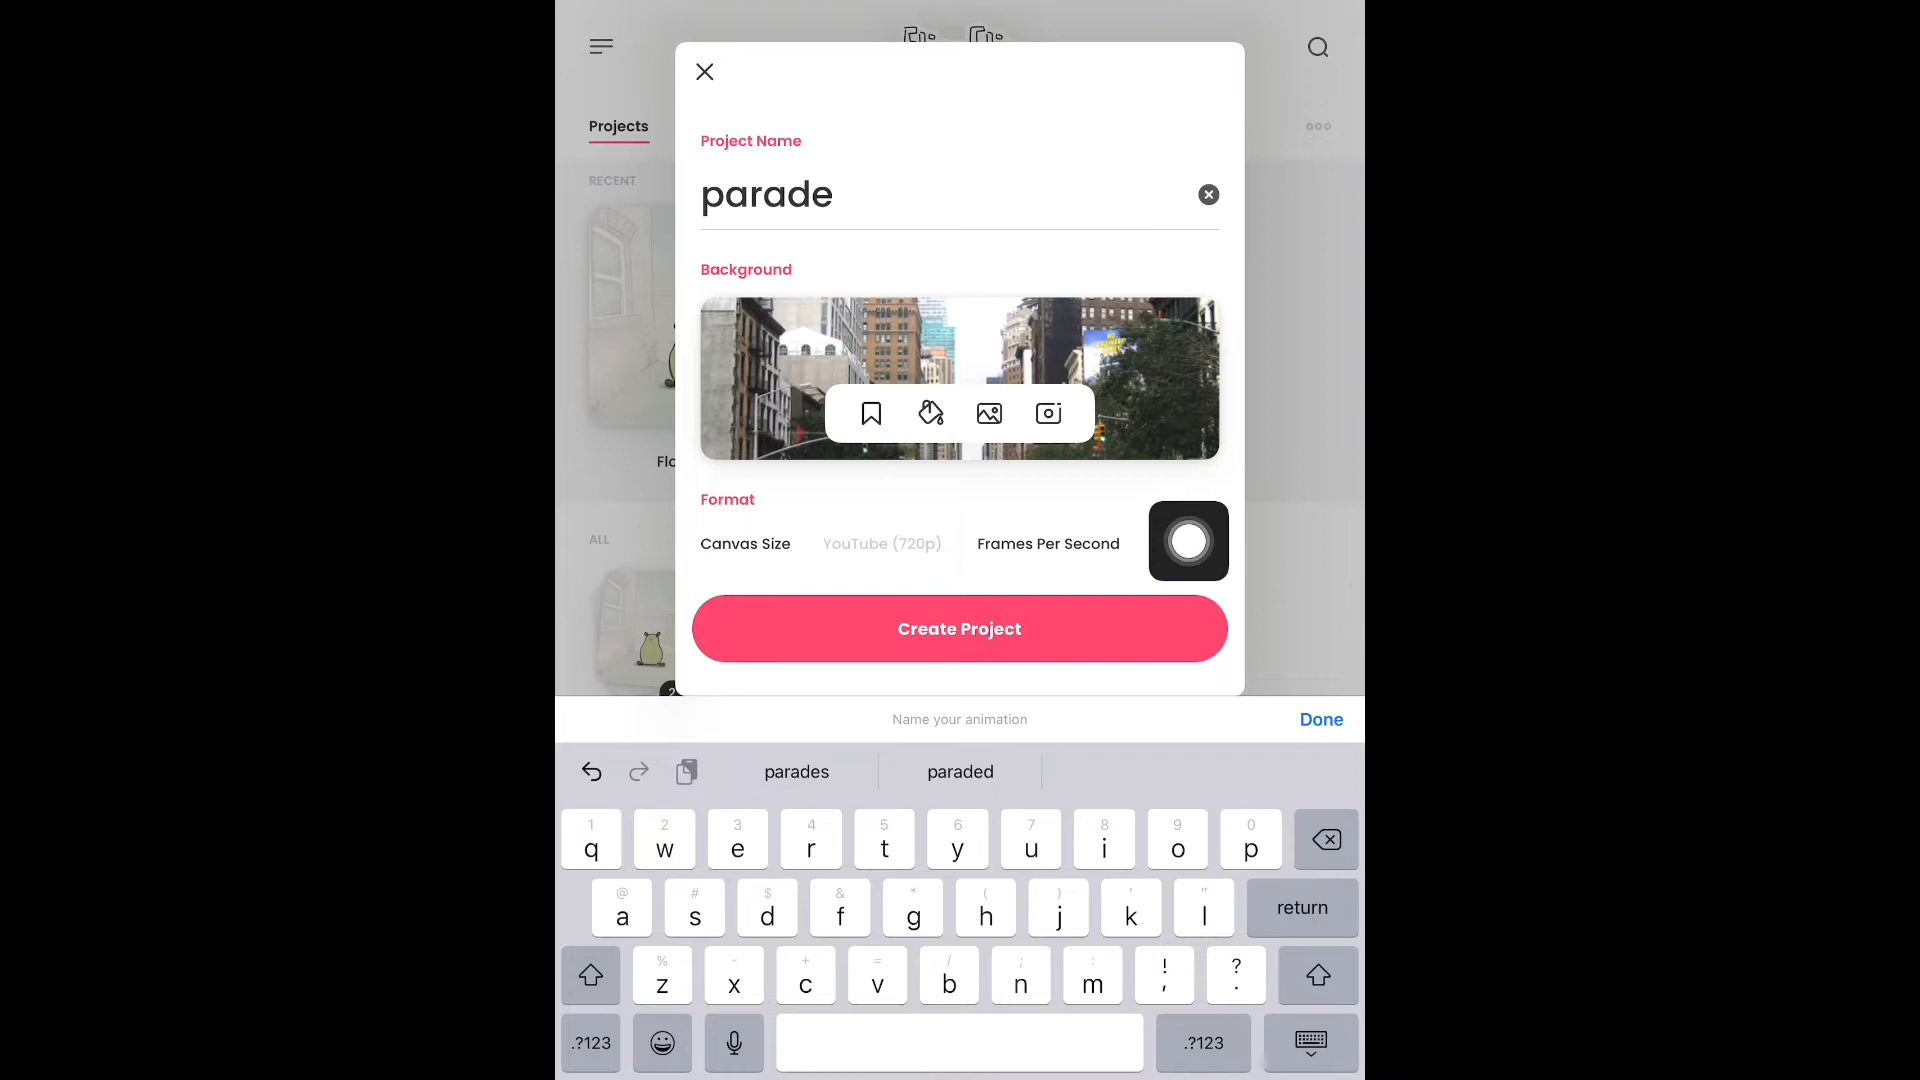 Projects
RECENT
Project Name
parade
Background
Format
Canvas Size YouTube (720p) Frames Per Second
ALL
Create Project
Name your animation
Done
parades paraded
1 2 3 4 5 6 7 8 9 0
q w e r t y u i o p
@ # $ & * ( ) ' "
a s d f g h j k l return
% - + = / ; : ! ?
z x c v b n m , .
.?123 .?123